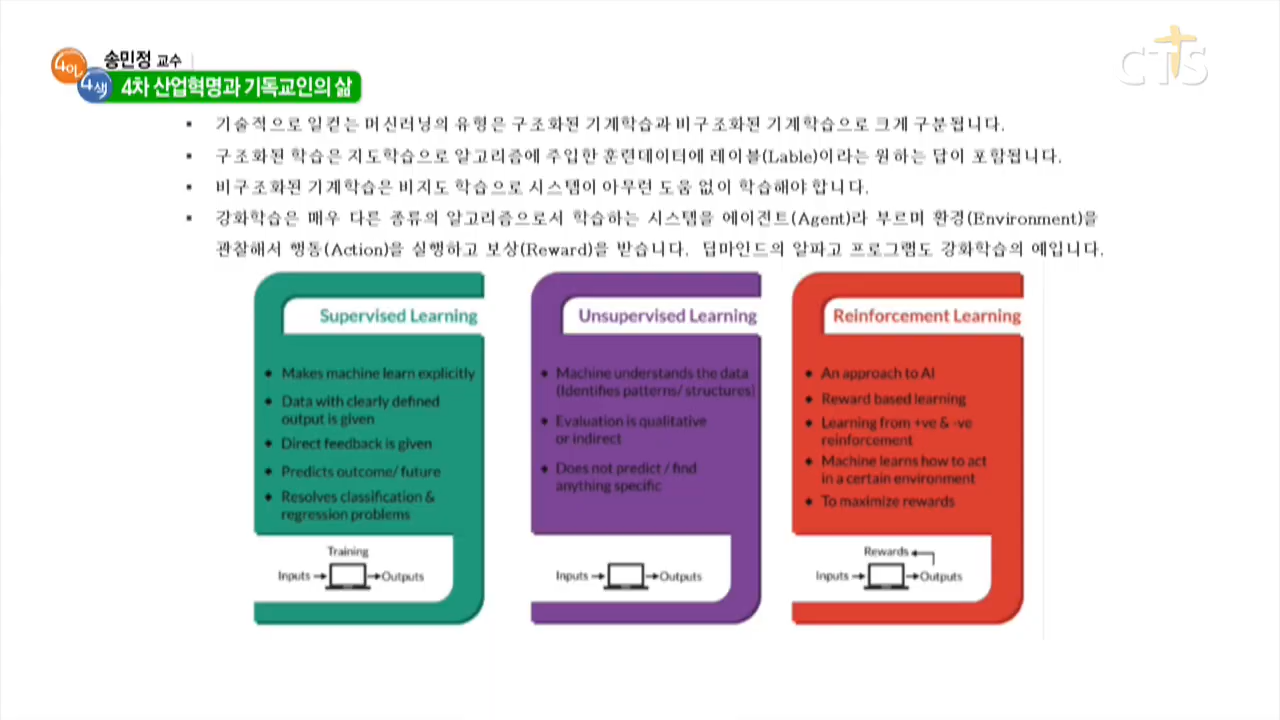 4인
4색
송민정 교수
4차 산업혁명과 기독교인의 삶
CTS
▪ 기술적으로 일컫는 머신러닝의 유형은 구조화된 기계학습과 비구조화된 기계학습으로 크게 구분됩니다.
▪ 구조화된 학습은 지도학습으로 알고리즘에 주입한 훈련데이터에 레이블(Lable)이라는 원하는 답이 포함됩니다.
▪ 비구조화된 기계학습은 비지도 학습으로 시스템이 아무런 도움 없이 학습해야 합니다.
▪ 강화학습은 매우 다른 종류의 알고리즘으로서 학습하는 시스템을 에이전트(Agent)라 부르며 환경(Environment)을
관찰해서 행동(Action)을 실행하고 보상(Reward)을 받습니다. 딥마인드의 알파고 프로그램도 강화학습의 예입니다.
Supervised Learning
• Makes machine learn explicitly
• Data with clearly defined
output is given
• Direct feedback is given
• Predicts outcome/ future
• Resolves classification &
regression problems
Training
Inputs → Outputs
Unsupervised Learning
• Machine understands the data
(Identifies patterns/ structures)
• Evaluation is qualitative
or indirect
• Does not predict / find
anything specific
Inputs → Outputs
Reinforcement Learning
• An approach to AI
• Reward based learning
• Learning from +ve & -ve
reinforcement
• Machine learns how to act
in a certain environment
• To maximize rewards
Rewards
Inputs → Outputs